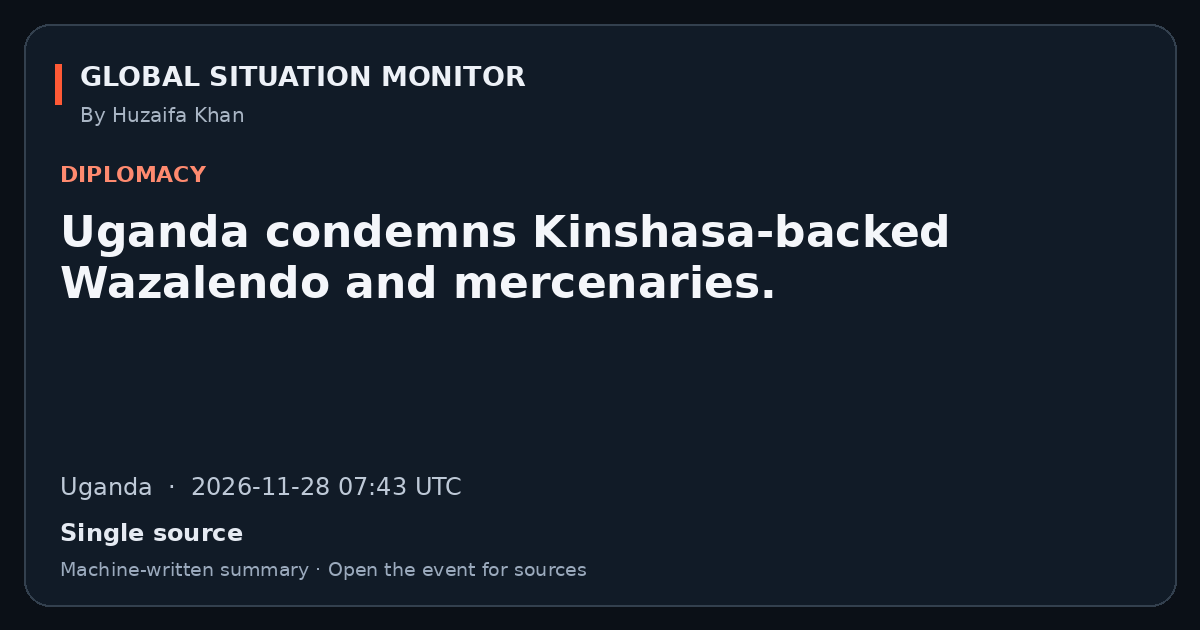 GLOBAL SITUATION MONITOR
By Huzaifa Khan
DIPLOMACY
Uganda condemns Kinshasa-backed
Wazalendo and mercenaries.
Uganda · 2026-11-28 07:43 UTC
Single source
Machine-written summary · Open the event for sources